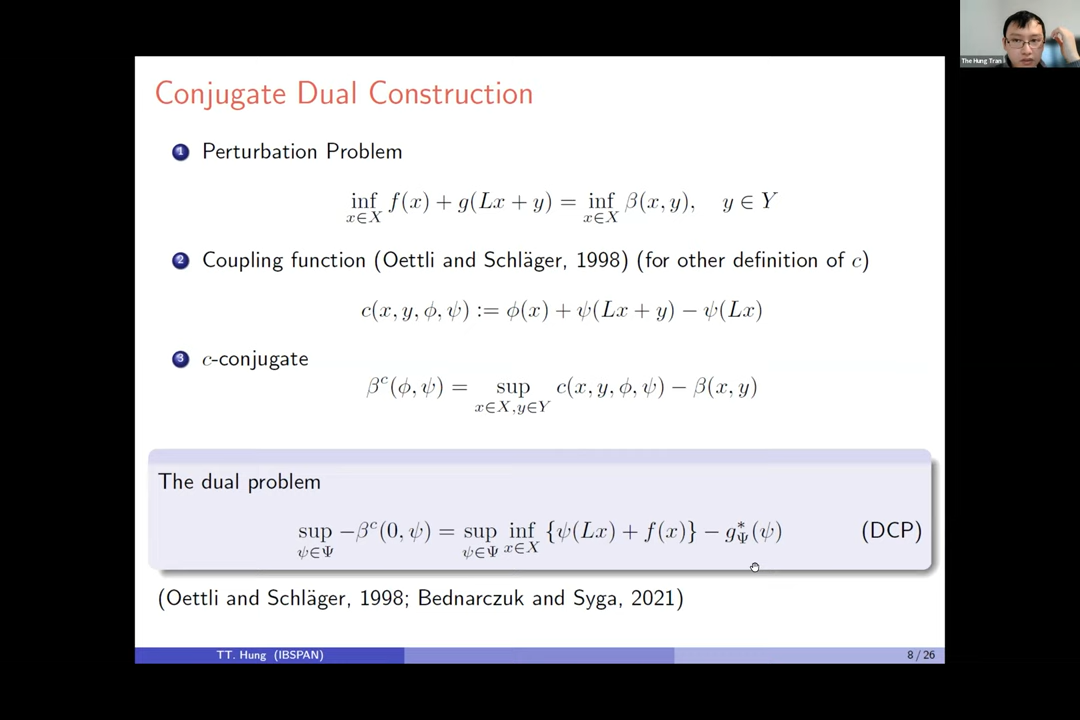 The Hung Tran
Conjugate Dual Construction
1 Perturbation Problem
inf_{x∈X} f(x) + g(Lx + y) = inf_{x∈X} β(x, y), y ∈ Y
2 Coupling function (Oettli and Schläger, 1998) (for other definition of c)
c(x, y, ϕ, ψ) := ϕ(x) + ψ(Lx + y) − ψ(Lx)
3 c-conjugate
β^c(ϕ, ψ) = sup_{x∈X,y∈Y} c(x, y, ϕ, ψ) − β(x, y)
The dual problem
sup_{ψ∈Ψ} −β^c(0, ψ) = sup_{ψ∈Ψ} inf_{x∈X} {ψ(Lx) + f(x)} − g*_Ψ(ψ) (DCP)
(Oettli and Schläger, 1998; Bednarczuk and Syga, 2021)
TT. Hung (IBSPAN) 8 / 26